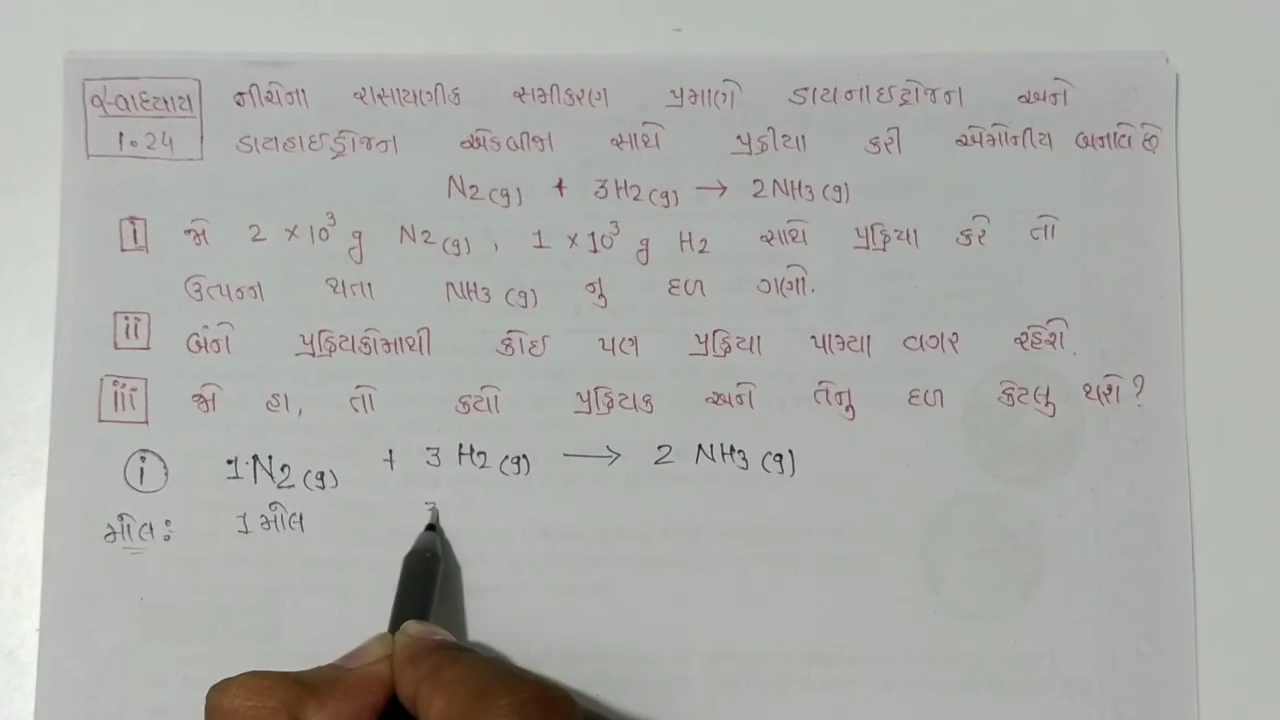 સ્વાધ્યાય નીચેના રાસાયણીક સમીકરણ પ્રમાણે ડાયનાઇટ્રોજન અને
1.24 ડાયહાઇડ્રોજન એકબીજા સાથે પ્રક્રીયા કરી એમોનીય બનાવે છે
N2(g) + 3H2(g) → 2NH3(g)
i જો 2 × 10³ g N2(g), 1 × 10³ g H2 સાથે પ્રક્રિયા કરે તો
ઉત્પન્ન થતા NH3(g) નુ દળ ગણો.
ii બંને પ્રક્રિયકોમાથી કોઇ પણ પ્રક્રિયા પામ્યા વગર રહેશે.
iii જો હા, તો કયો પ્રક્રિયક અને તેનુ દળ કેટલુ થશે?
i 1N2(g) + 3H2(g) → 2NH3(g)
મોલ: 1 મોલ 3